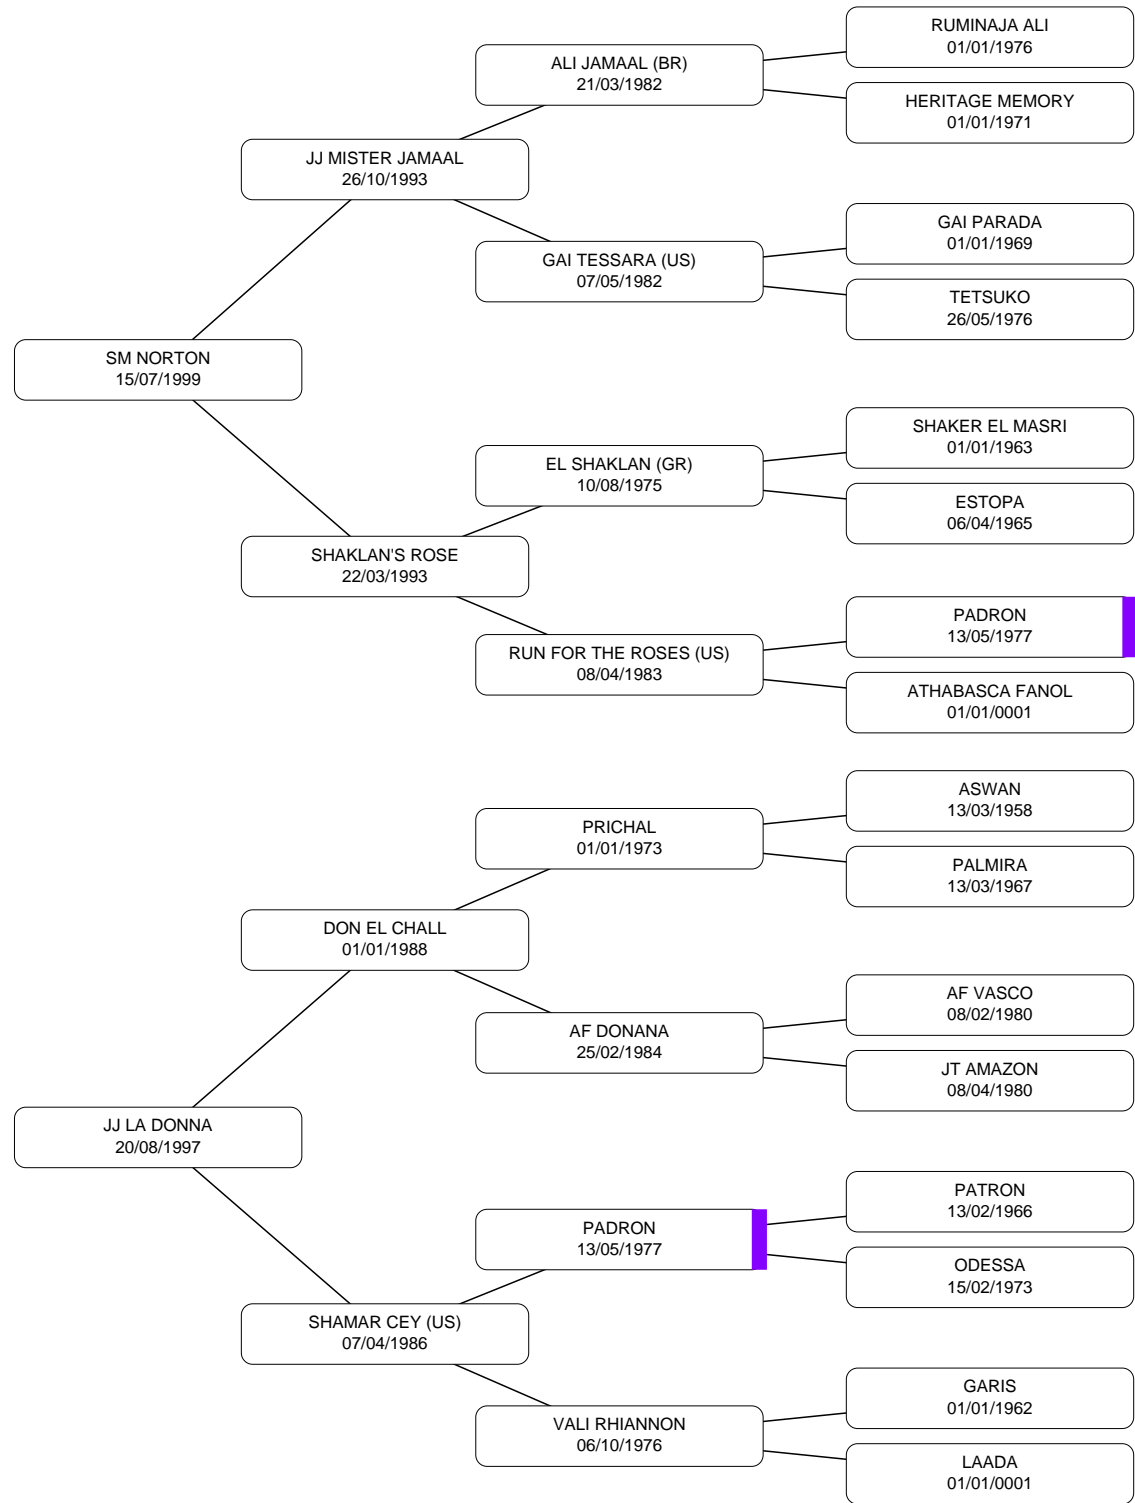 RUMINAJA ALI
01/01/1976
ALI JAMAAL (BR)
21/03/1982
HERITAGE MEMORY
01/01/1971
JJ MISTER JAMAAL
26/10/1993
GAI PARADA
01/01/1969
GAI TESSARA (US)
07/05/1982
TETSUKO
26/05/1976
SM NORTON
15/07/1999
SHAKER EL MASRI
01/01/1963
EL SHAKLAN (GR)
10/08/1975
ESTOPA
06/04/1965
SHAKLAN'S ROSE
22/03/1993
PADRON
13/05/1977
RUN FOR THE ROSES (US)
08/04/1983
ATHABASCA FANOL
01/01/0001
ASWAN
13/03/1958
PRICHAL
01/01/1973
PALMIRA
13/03/1967
DON EL CHALL
01/01/1988
AF VASCO
08/02/1980
AF DONANA
25/02/1984
JT AMAZON
08/04/1980
JJ LA DONNA
20/08/1997
PATRON
13/02/1966
PADRON
13/05/1977
ODESSA
15/02/1973
SHAMAR CEY (US)
07/04/1986
GARIS
01/01/1962
VALI RHIANNON
06/10/1976
LAADA
01/01/0001